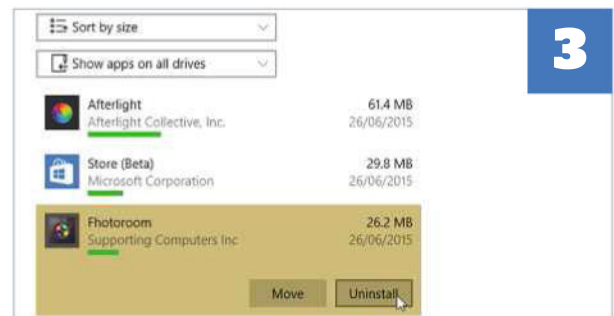 Sort by size
Show apps on all drives
3
Afterlight 61.4 MB
Afterlight Collective, Inc. 26/06/2015
Store (Beta) 29.8 MB
Microsoft Corporation 26/06/2015
Fhotoroom 26.2 MB
Supporting Computers Inc 26/06/2015
Move Uninstall